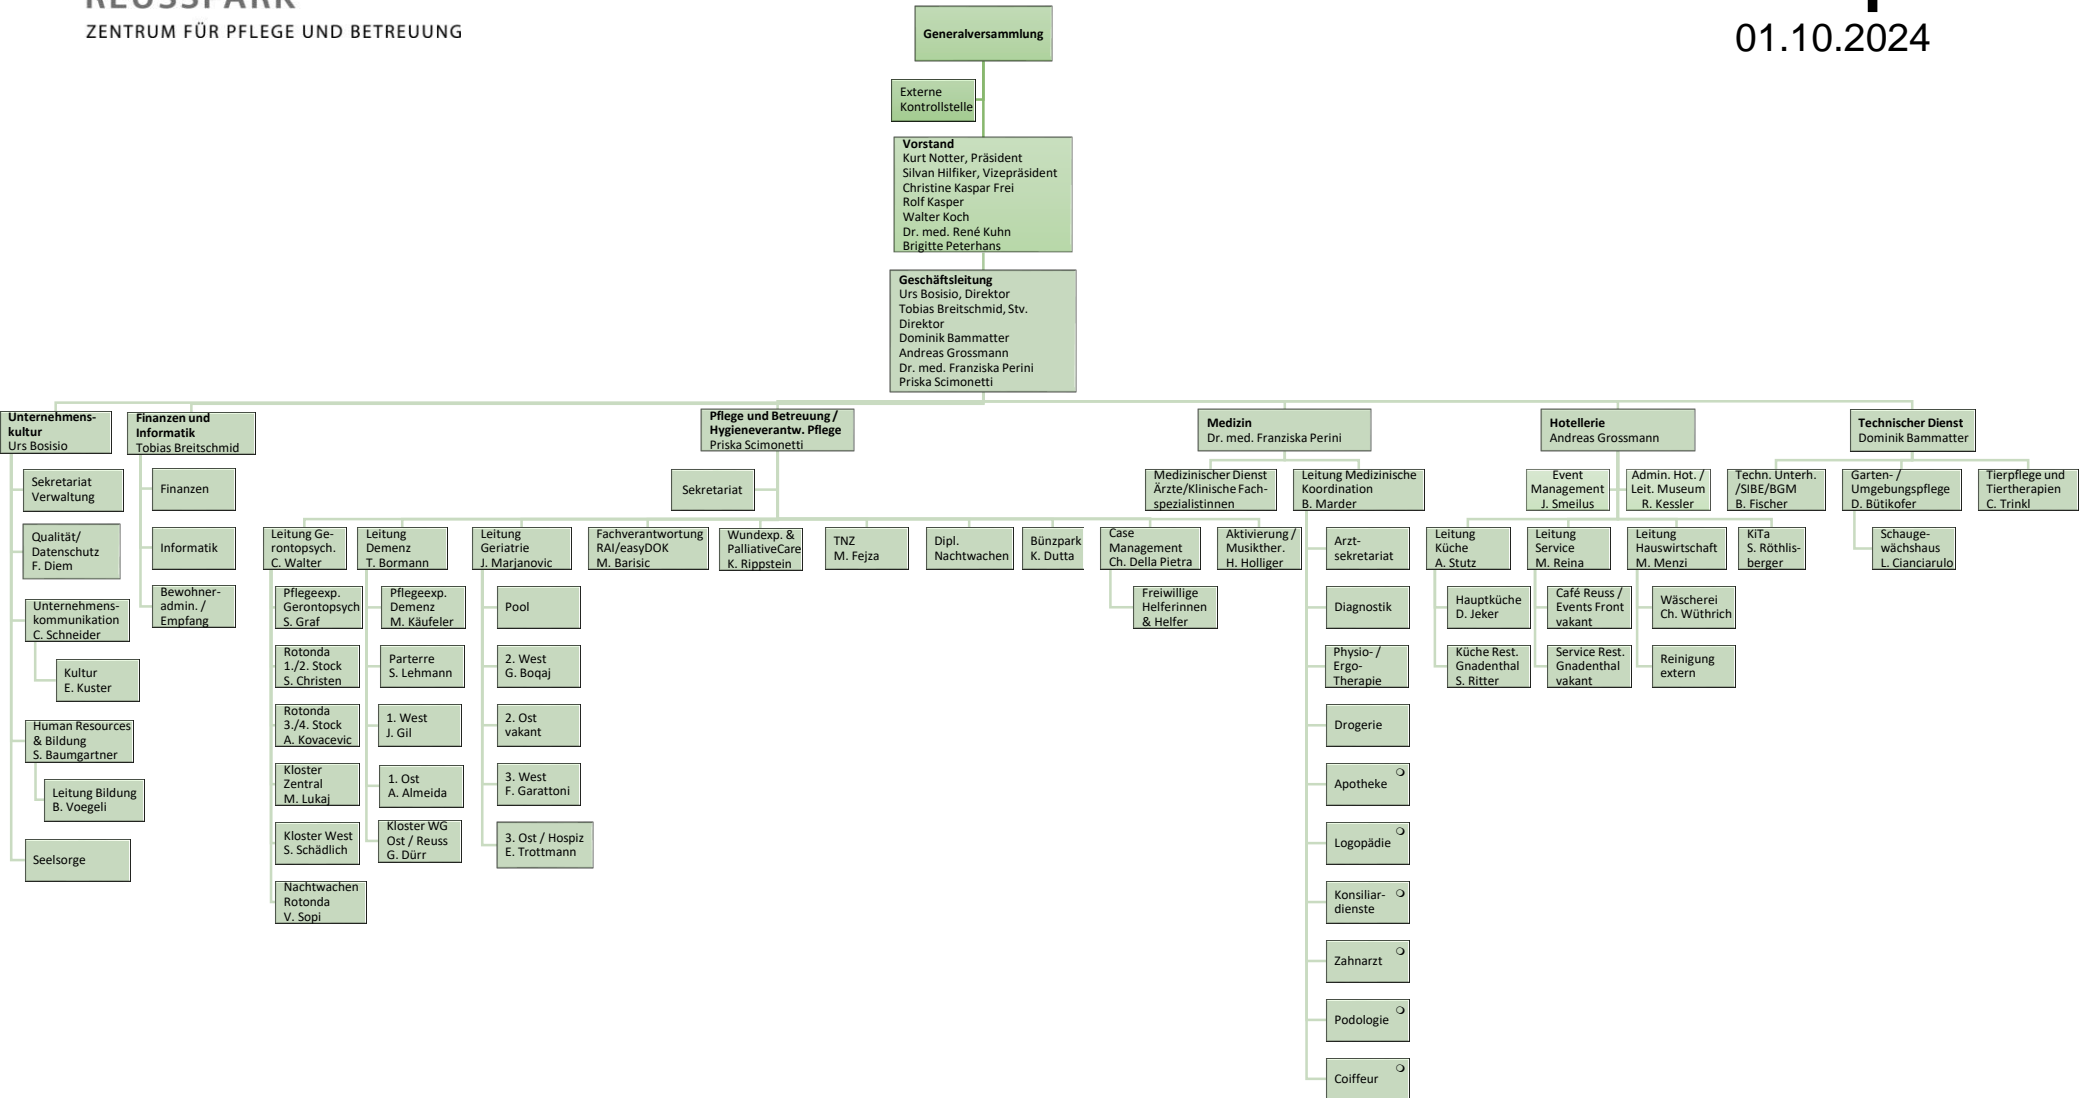 REUSSPARK
ZENTRUM FÜR PFLEGE UND BETREUUNG
01.10.2024
Generalversammlung
Externe
Kontrollstelle
Vorstand
Kurt Notter, Präsident
Silvan Hilfiker, Vizepräsident
Christine Kaspar Frei
Rolf Kasper
Walter Koch
Dr. med. René Kuhn
Brigitte Peterhans
Geschäftsleitung
Urs Bosisio, Direktor
Tobias Breitschmid, Stv.
Direktor
Dominik Bammatter
Andreas Grossmann
Dr. med. Franziska Perini
Priska Scimonetti
Unternehmens-
kultur
Urs Bosisio
Sekretariat
Verwaltung
Qualität/
Datenschutz
F. Diem
Unternehmens-
kommunikation
C. Schneider
Kultur
E. Kuster
Human Resources
& Bildung
S. Baumgartner
Leitung Bildung
B. Voegeli
Seelsorge
Finanzen und
Informatik
Tobias Breitschmid
Finanzen
Informatik
Bewohner-
admin. /
Empfang
Pflege und Betreuung /
Hygieneverantw. Pflege
Priska Scimonetti
Sekretariat
Leitung Ge-
rontopsych.
C. Walter
Pflegeexp.
Gerontopsych
S. Graf
Rotonda
1./2. Stock
S. Christen
Rotonda
3./4. Stock
A. Kovacevic
Kloster
Zentral
M. Lukaj
Kloster West
S. Schädlich
Nachtwachen
Rotonda
V. Sopi
Leitung
Demenz
T. Bormann
Pflegeexp.
Demenz
M. Käufeler
Parterre
S. Lehmann
1. West
J. Gil
1. Ost
A. Almeida
Kloster WG
Ost / Reuss
G. Dürr
Leitung
Geriatrie
J. Marjanovic
Pool
2. West
G. Boqaj
2. Ost
vakant
3. West
F. Garattoni
3. Ost / Hospiz
E. Trottmann
Fachverantwortung
RAI/easyDOK
M. Barisic
Wundexp. &
PalliativeCare
K. Rippstein
TNZ
M. Fejza
Dipl.
Nachtwachen
Bünzpark
K. Dutta
Case
Management
Ch. Della Pietra
Freiwillige
Helferinnen
& Helfer
Aktivierung /
Musikther.
H. Holliger
Medizin
Dr. med. Franziska Perini
Medizinischer Dienst
Ärzte/Klinische Fach-
spezialistinnen
Leitung Medizinische
Koordination
B. Marder
Arzt-
sekretariat
Diagnostik
Physio- /
Ergo-
Therapie
Drogerie
Apotheke
Logopädie
Konsiliar-
dienste
Zahnarzt
Podologie
Coiffeur
Hotellerie
Andreas Grossmann
Event
Management
J. Smeilus
Admin. Hot. /
Leit. Museum
R. Kessler
Leitung
Küche
A. Stutz
Hauptküche
D. Jeker
Küche Rest.
Gnadenthal
S. Ritter
Leitung
Service
M. Reina
Café Reuss /
Events Front
vakant
Service Rest.
Gnadenthal
vakant
Leitung
Hauswirtschaft
M. Menzi
Wäscherei
Ch. Wüthrich
Reinigung
extern
KiTa
S. Röthlis-
berger
Technischer Dienst
Dominik Bammatter
Techn. Unterh.
/SIBE/BGM
B. Fischer
Garten- /
Umgebungspflege
D. Bütikofer
Schauge-
wächshaus
L. Cianciarulo
Tierpflege und
Tiertherapien
C. Trinkl